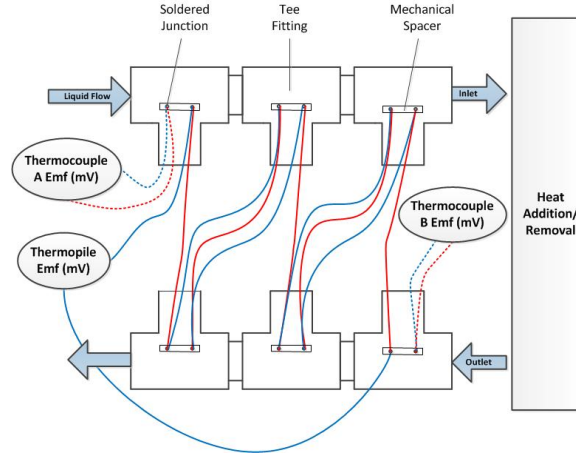 Soldered
Junction
Tee
Fitting
Mechanical
Spacer
Liquid Flow
Inlet
Thermocouple
A Emf (mV)
Thermocouple
B Emf (mV)
Heat
Addition/
Removal
Thermopile
Emf (mV)
Outlet